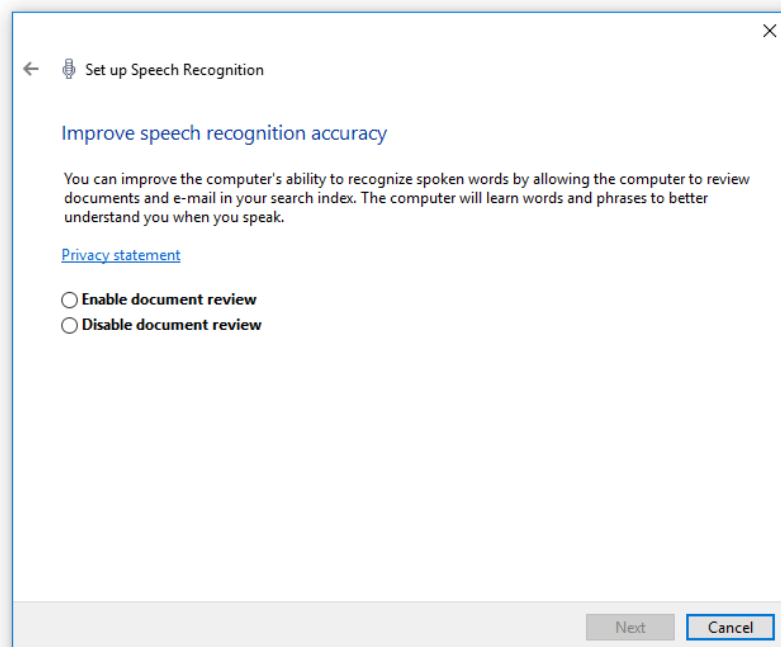 Set up Speech Recognition
Improve speech recognition accuracy
You can improve the computer's ability to recognize spoken words by allowing the computer to review
documents and e-mail in your search index. The computer will learn words and phrases to better
understand you when you speak.
Privacy statement
Enable document review
Disable document review
Next
Cancel